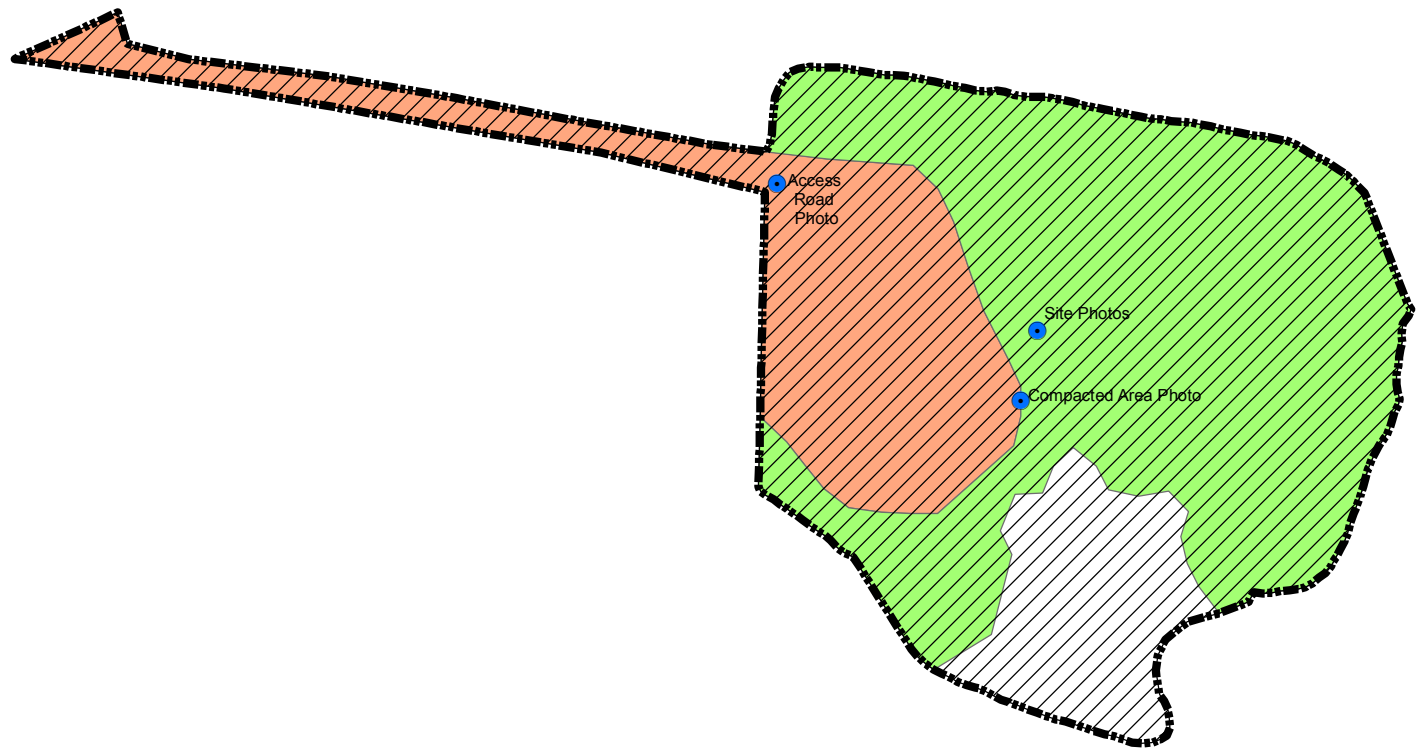 Access
Road
Photo
Site Photos
Compacted Area Photo